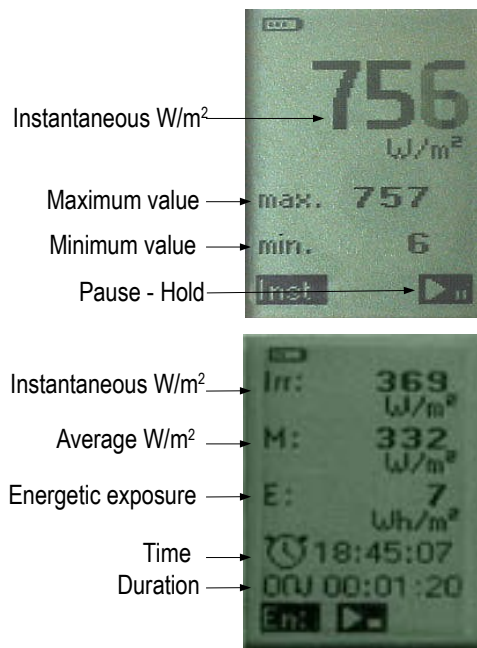 756
Instantaneous W/m²
W/m²
Maximum value max. 757
Minimum value min. 6
Pause - Hold Inst
Instantaneous W/m² Irr: 369
W/m²
Average W/m² M: 332
W/m²
Energetic exposure E: 7
Wh/m²
Time 18:45:07
Duration 00:01:20
En: